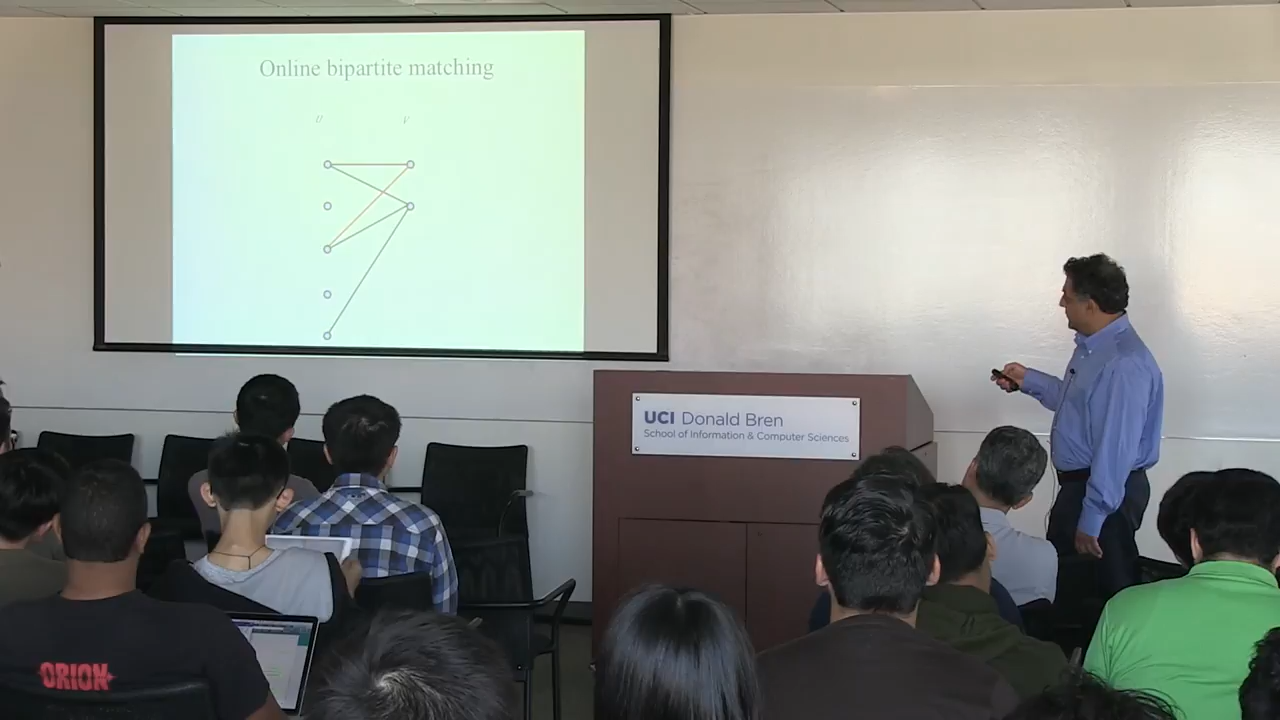 Online bipartite matching
U V
UCI Donald Bren
School of Information & Computer Sciences
ORION